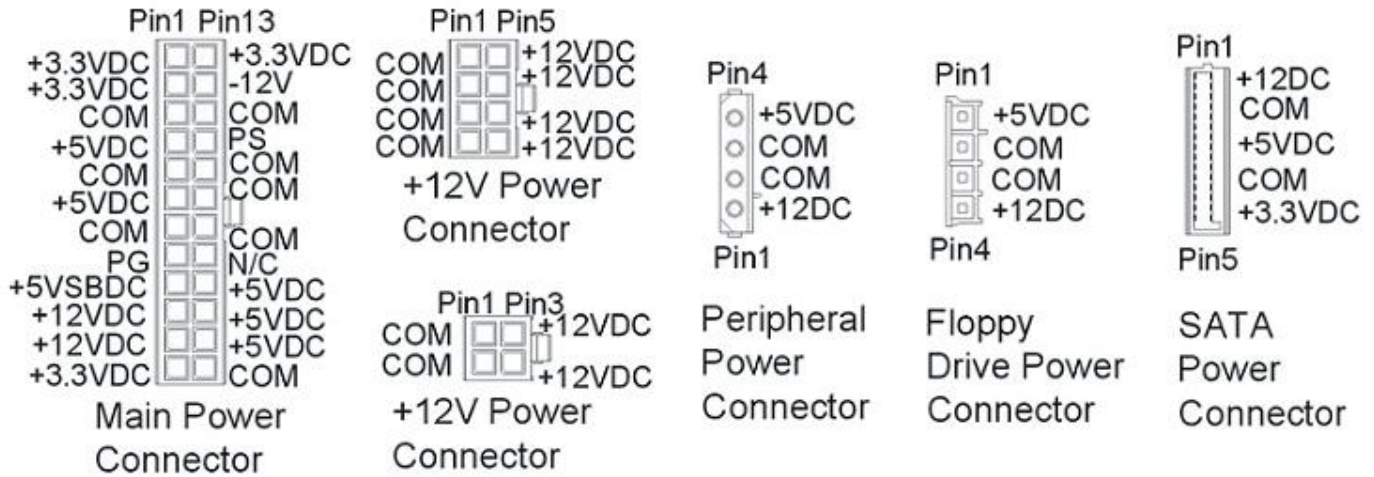 Pin1 Pin13
+3.3VDC +3.3VDC
+3.3VDC -12V
COM COM
+5VDC PS
COM COM
+5VDC COM
COM COM
PG N/C
+5VSBDC +5VDC
+12VDC +5VDC
+12VDC +5VDC
+3.3VDC COM
Main Power
Connector
Pin1 Pin5
COM +12VDC
COM +12VDC
COM +12VDC
COM +12VDC
+12V Power
Connector
Pin1 Pin3
COM +12VDC
COM +12VDC
+12V Power
Connector
Pin4
+5VDC
COM
COM
+12DC
Pin1
Peripheral
Power
Connector
Pin1
+5VDC
COM
COM
+12DC
Pin4
Floppy
Drive Power
Connector
Pin1
+12DC
COM
+5VDC
COM
+3.3VDC
Pin5
SATA
Power
Connector